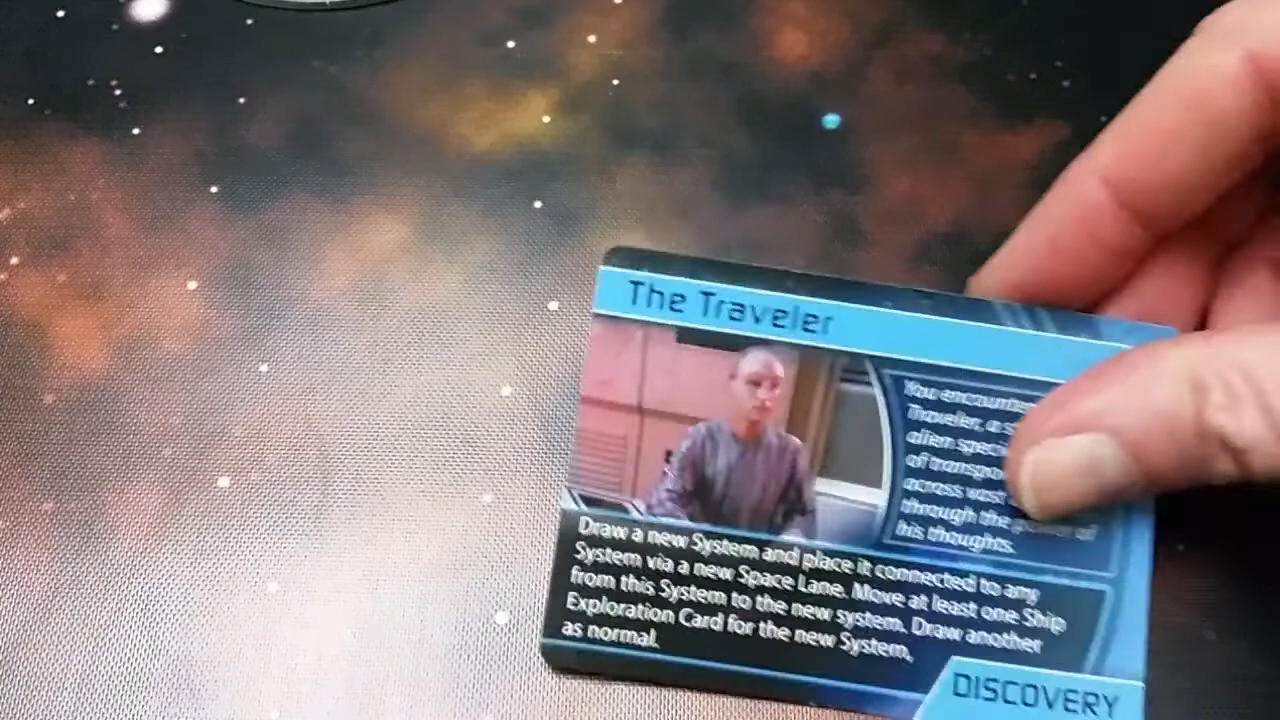 The Traveler
You encounter
Traveler, a
alien
of
across vast
through the power of
his thoughts.
Draw a new System and place it connected to any
System via a new Space Lane. Move at least one Ship
from this System to the new system. Draw another
Exploration Card for the new System,
as normal.
DISCOVERY